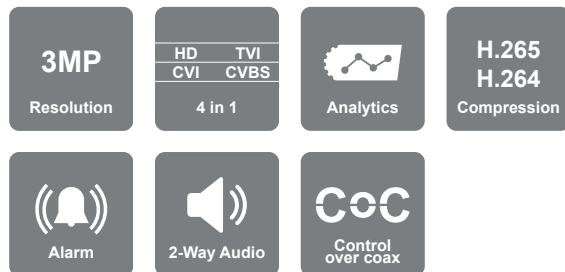 3MP
Resolution
HD TVI
CVI CVBS
4 in 1
Analytics
H.265
H.264
Compression
Alarm
2-Way Audio
CoC
Control
over coax